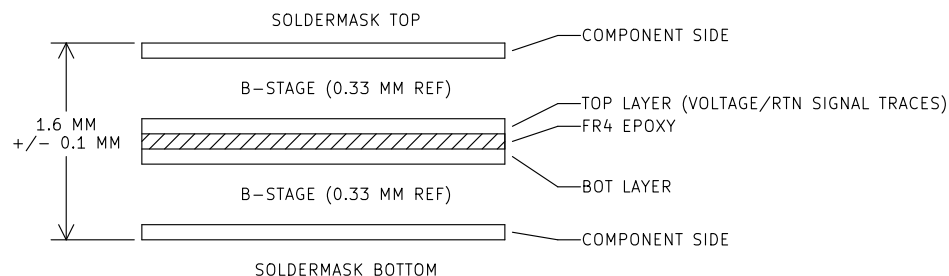 SOLDERMASK TOP
COMPONENT SIDE
B-STAGE (0.33 MM REF)
TOP LAYER (VOLTAGE/RTN SIGNAL TRACES)
1.6 MM
+/- 0.1 MM
FR4 EPOXY
BOT LAYER
B-STAGE (0.33 MM REF)
COMPONENT SIDE
SOLDERMASK BOTTOM